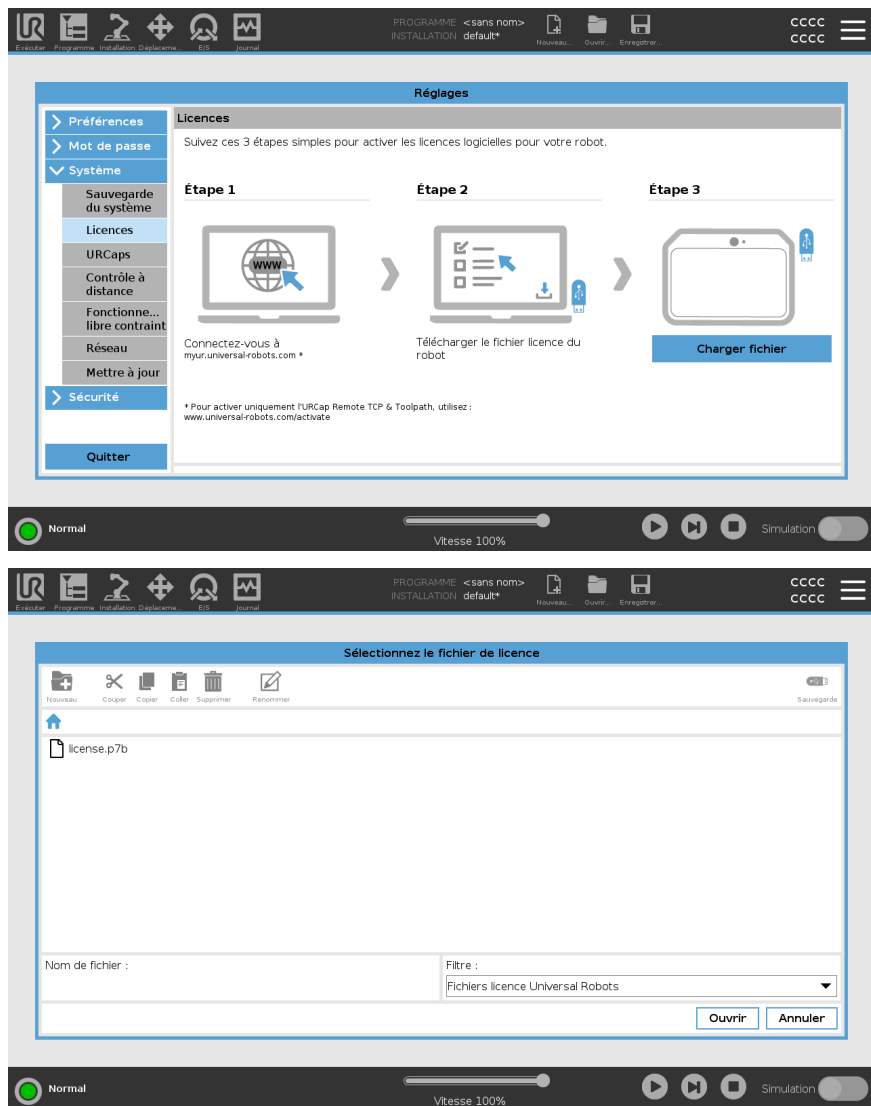 PROGRAMME <sans nom>
INSTALLATION default*
CCCC
CCCC
Exécuter Programme Installation Déplaceme... E/S Journal
Nouveau... Ouvrir... Enregistrer...
Réglages
Préférences
Mot de passe
Système
Sauvegarde
du système
Licences
URCaps
Contrôle à
distance
Fonctionne...
libre contraint
Réseau
Mettre à jour
Sécurité
Quitter
Licences
Suivez ces 3 étapes simples pour activer les licences logicielles pour votre robot.
Étape 1
www
Connectez-vous à
myur.universal-robots.com *
Étape 2
Télécharger le fichier licence du
robot
Étape 3
Charger fichier
* Pour activer uniquement l'URCap Remote TCP & Toolpath, utilisez :
www.universal-robots.com/activate
Normal
Vitesse 100%
Simulation
PROGRAMME <sans nom>
INSTALLATION default*
CCCC
CCCC
Exécuter Programme Installation Déplaceme... E/S Journal
Nouveau... Ouvrir... Enregistrer...
Sélectionnez le fichier de licence
Nouveau Couper Copier Coller Supprimer Renommer Sauvegarde
license.p7b
Nom de fichier :
Filtre :
Fichiers licence Universal Robots
Ouvrir Annuler
Normal
Vitesse 100%
Simulation